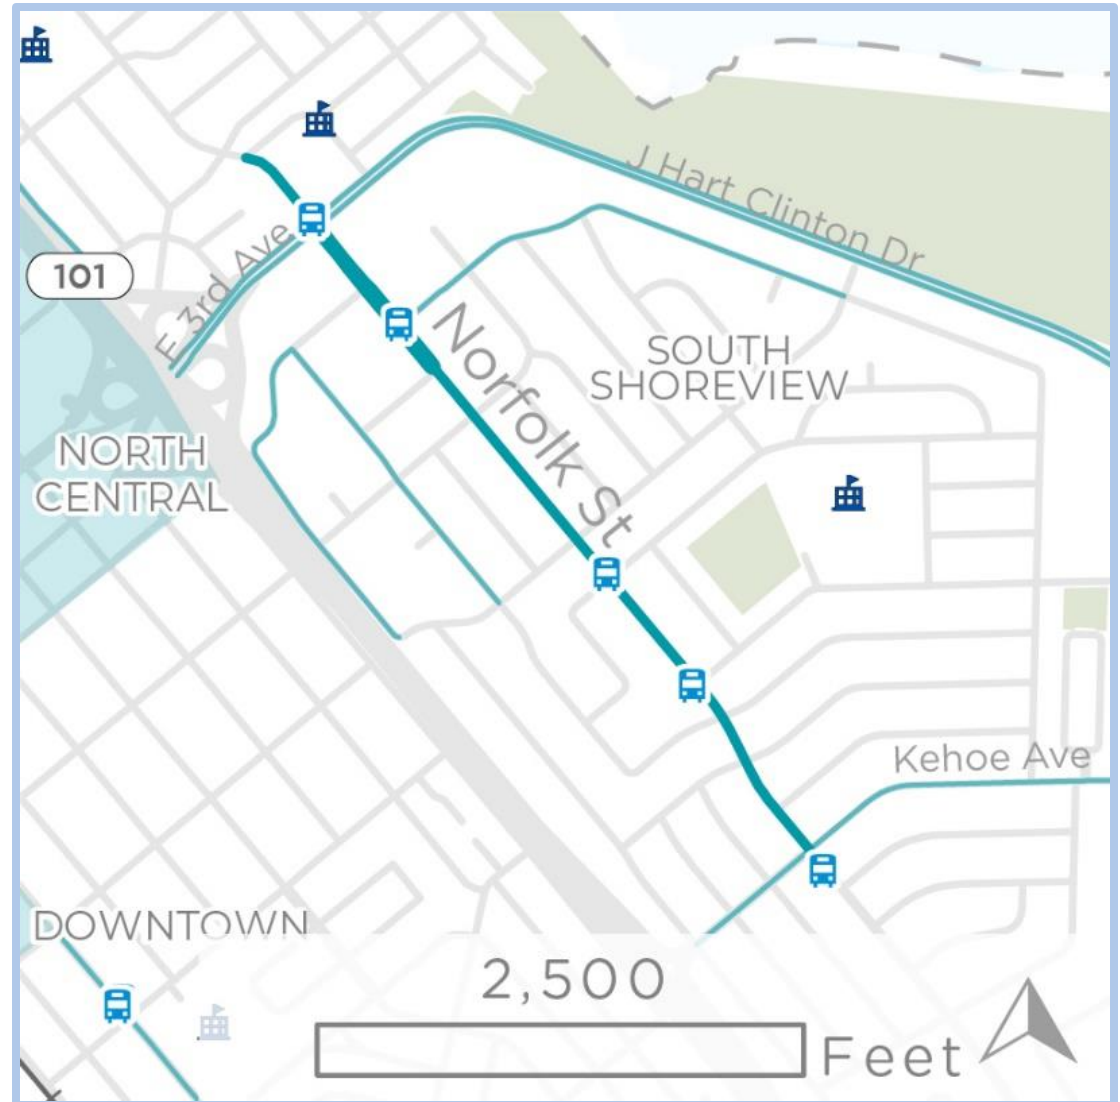 J Hart Clinton Dr
E 3rd Ave
101
Norfolk St
SOUTH
SHOREVIEW
NORTH
CENTRAL
Kehoe Ave
DOWNTOWN
2,500
Feet